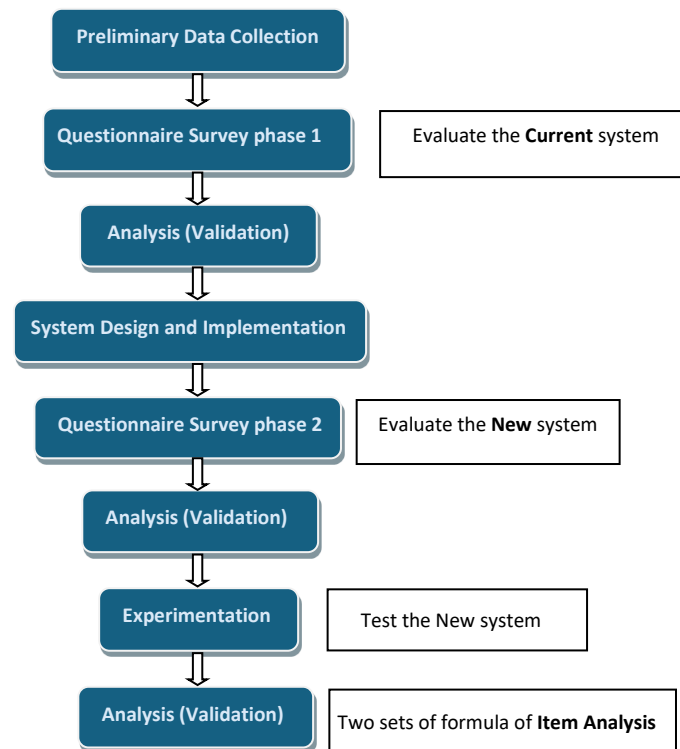 Preliminary Data Collection
Questionnaire Survey phase 1
Evaluate the Current system
Analysis (Validation)
System Design and Implementation
Questionnaire Survey phase 2
Evaluate the New system
Analysis (Validation)
Experimentation
Test the New system
Analysis (Validation)
Two sets of formula of Item Analysis